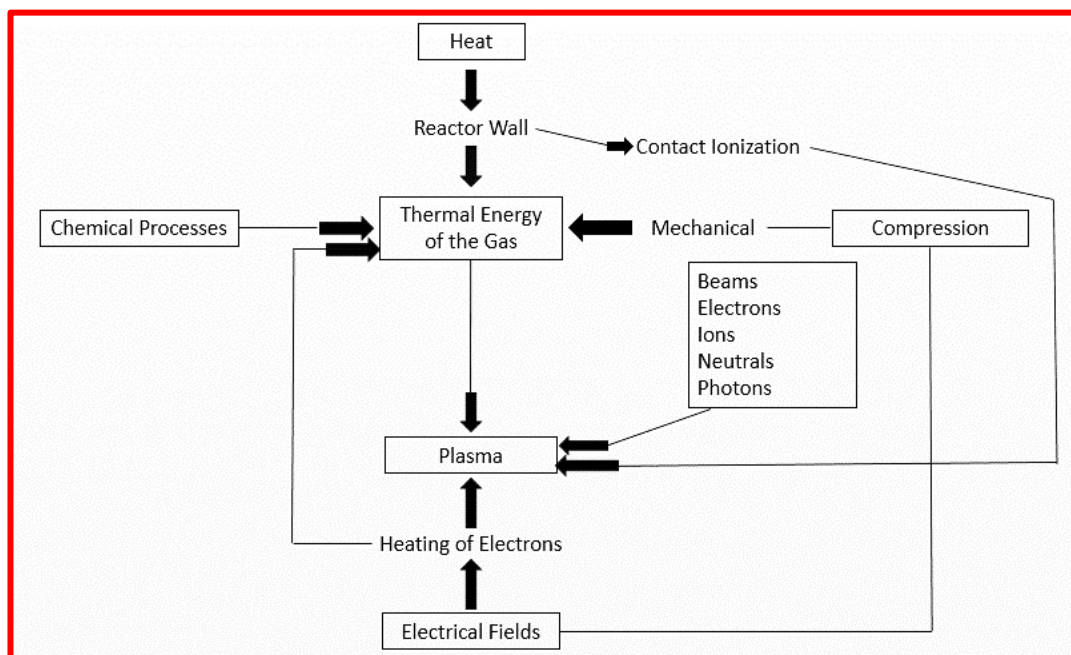 Heat
Reactor Wall
Contact Ionization
Chemical Processes
Thermal Energy
of the Gas
Mechanical
Compression
Beams
Electrons
Ions
Neutrals
Photons
Plasma
Heating of Electrons
Electrical Fields